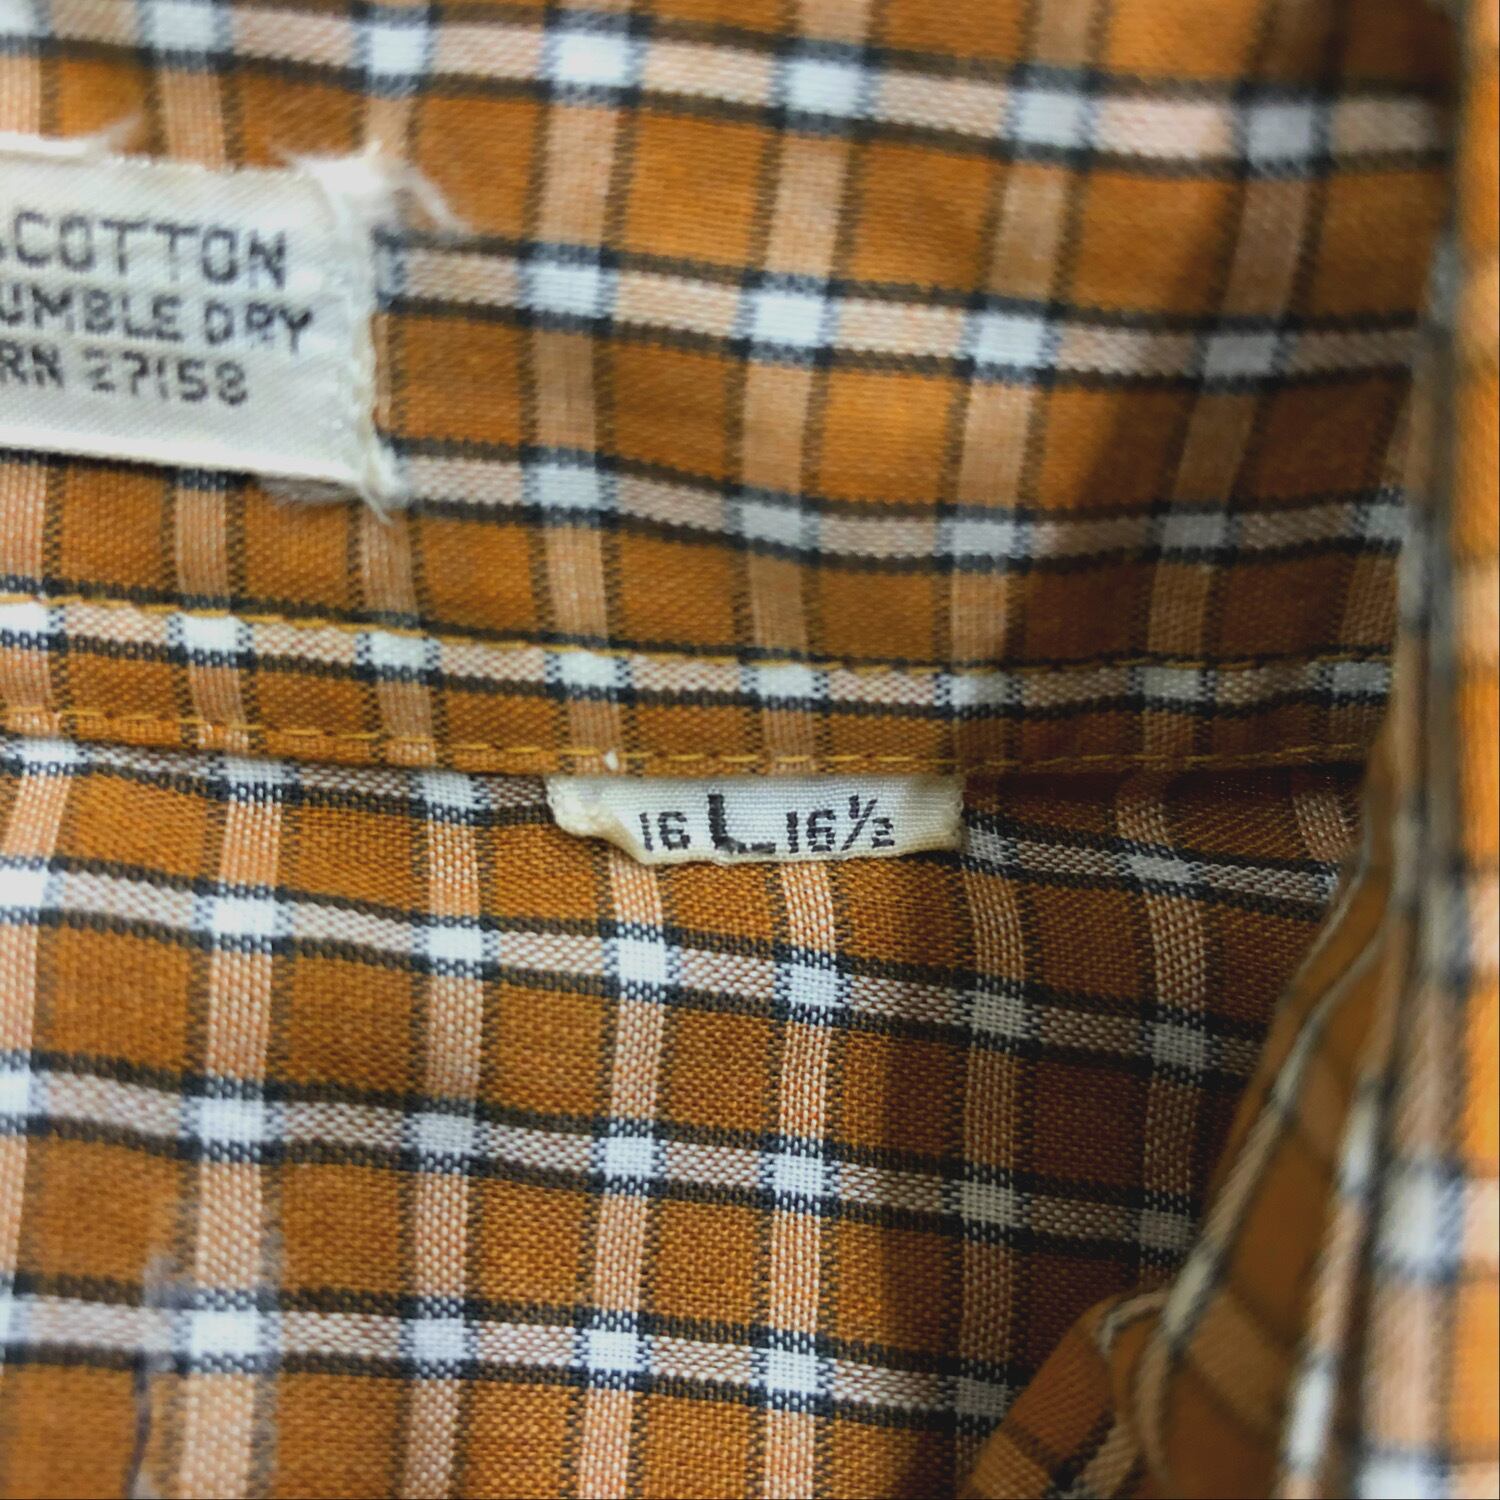 COTTON
UMBLE DRY
RN 27158
16 L 16½